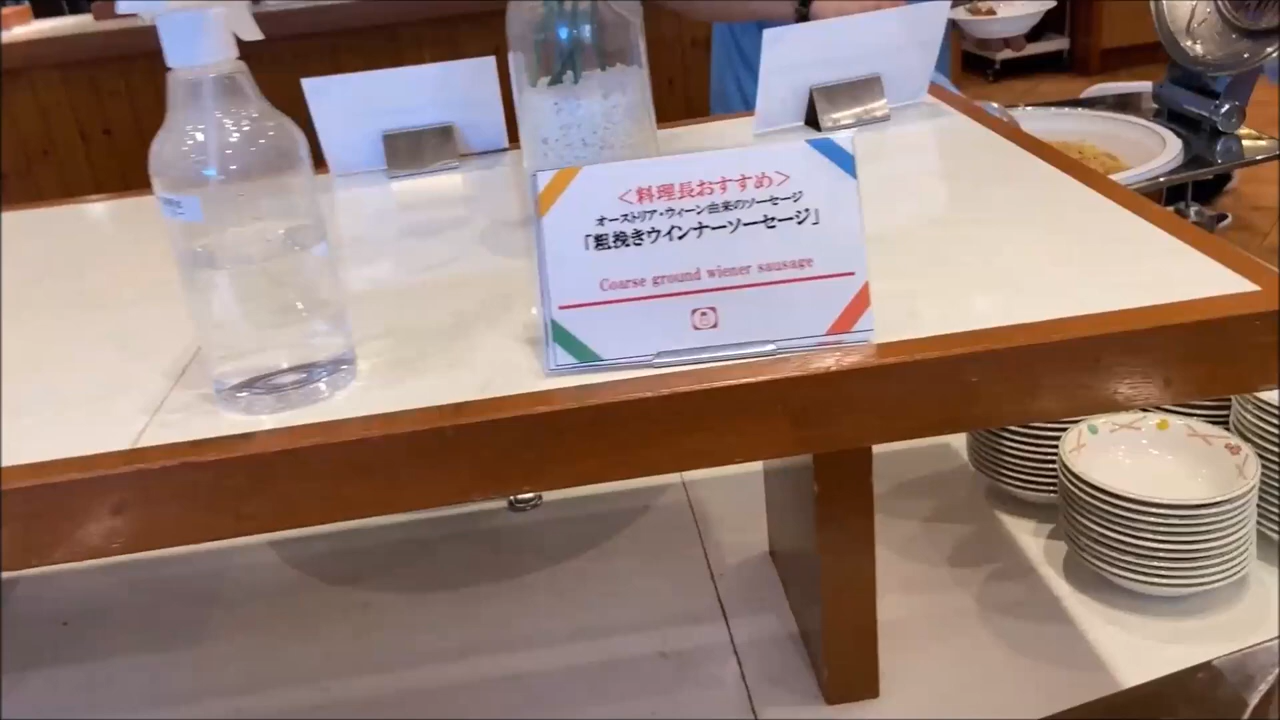 ＜料理長おすすめ＞
オーストリア・ウィーン由来のソーセージ
「粗挽きウインナーソーセージ」
Coarse ground wiener sausage